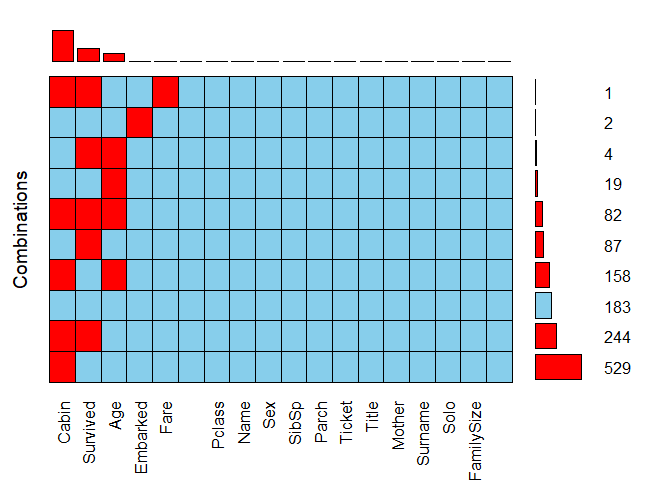 Combinations
1
2
4
19
82
87
158
183
244
529
Cabin
Survived
Age
Embarked
Fare
Pclass
Name
Sex
SibSp
Parch
Ticket
Title
Mother
Surname
Solo
FamilySize